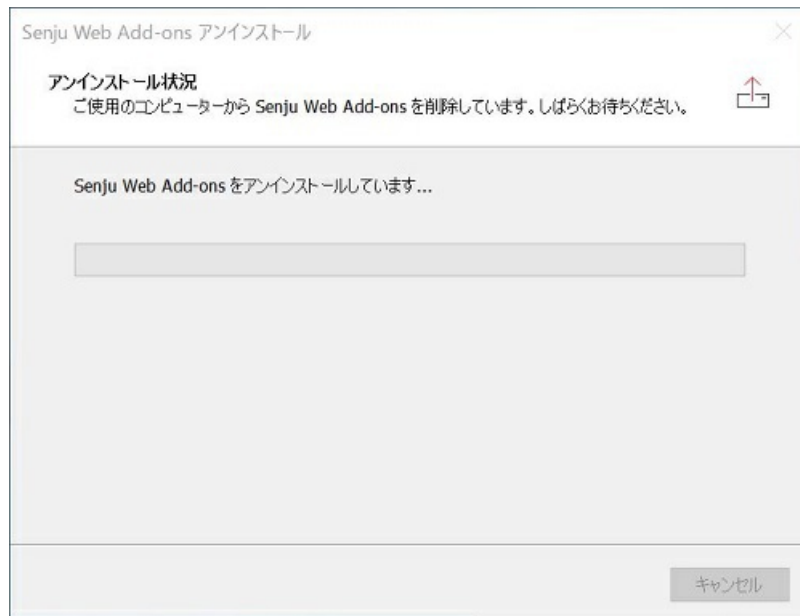 Senju Web Add-ons アンインストール
アンインストール状況
ご使用のコンピューターから Senju Web Add-ons を削除しています。しばらくお待ちください。
Senju Web Add-ons をアンインストールしています...
キャンセル